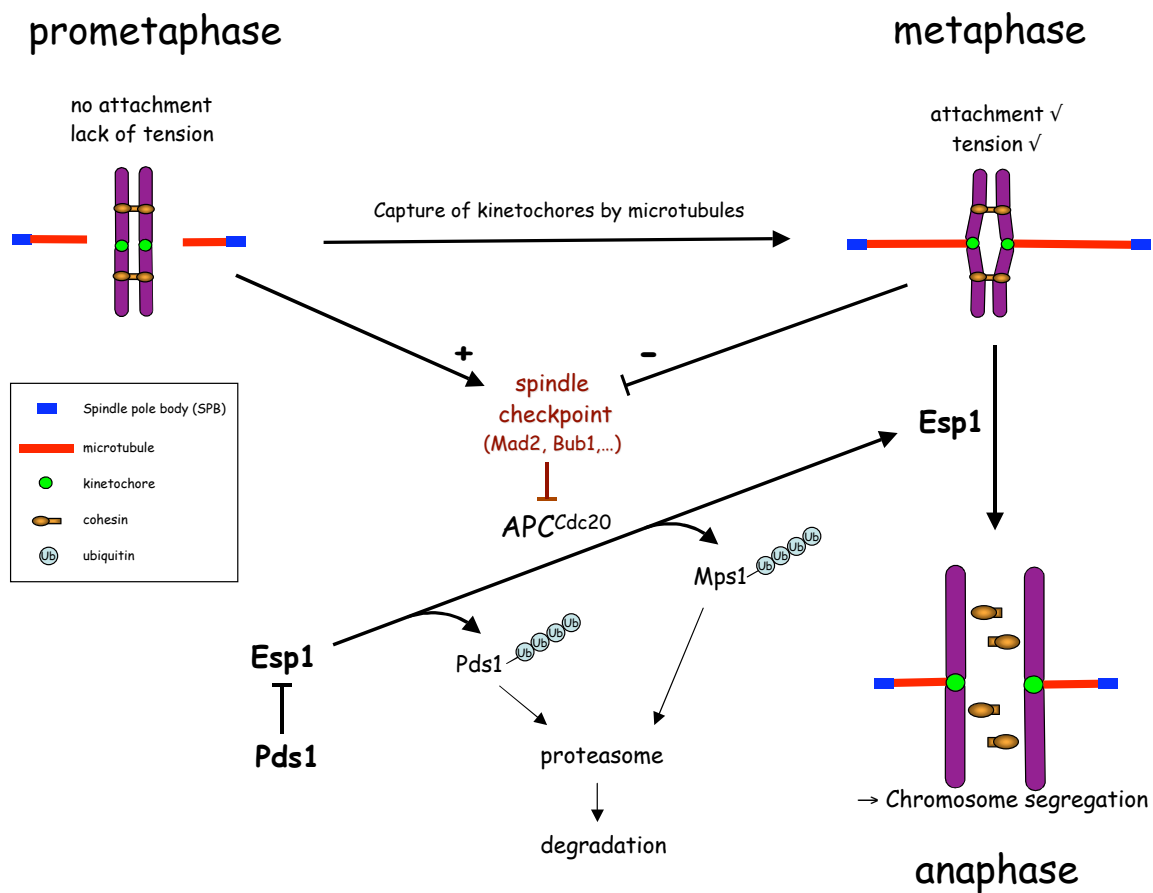 prometaphase
metaphase
no attachment
lack of tension
attachment √
tension √
Capture of kinetochores by microtubules
+
−
spindle
checkpoint
(Mad2, Bub1,...)
APCCdc20
Esp1
Spindle pole body (SPB)
microtubule
kinetochore
cohesin
Ub ubiquitin
Mps1 Ub Ub Ub Ub
Esp1
Pds1 Ub Ub Ub Ub
Pds1
proteasome
degradation
→ Chromosome segregation
anaphase